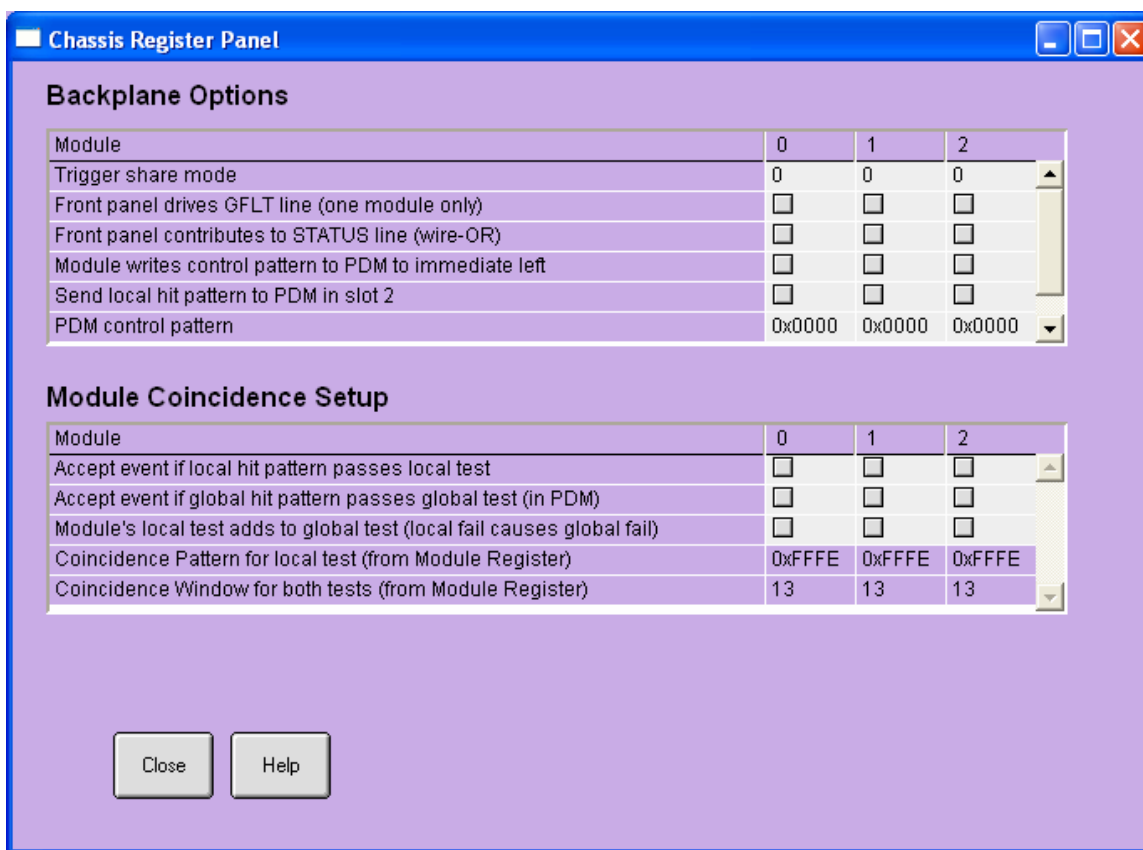 Chassis Register Panel
Backplane Options
Module 0 1 2
Trigger share mode 0 0 0
Front panel drives GFLT line (one module only)
Front panel contributes to STATUS line (wire-OR)
Module writes control pattern to PDM to immediate left
Send local hit pattern to PDM in slot 2
PDM control pattern 0x0000 0x0000 0x0000
Module Coincidence Setup
Module 0 1 2
Accept event if local hit pattern passes local test
Accept event if global hit pattern passes global test (in PDM)
Module's local test adds to global test (local fail causes global fail)
Coincidence Pattern for local test (from Module Register) 0xFFFE 0xFFFE 0xFFFE
Coincidence Window for both tests (from Module Register) 13 13 13
Close Help